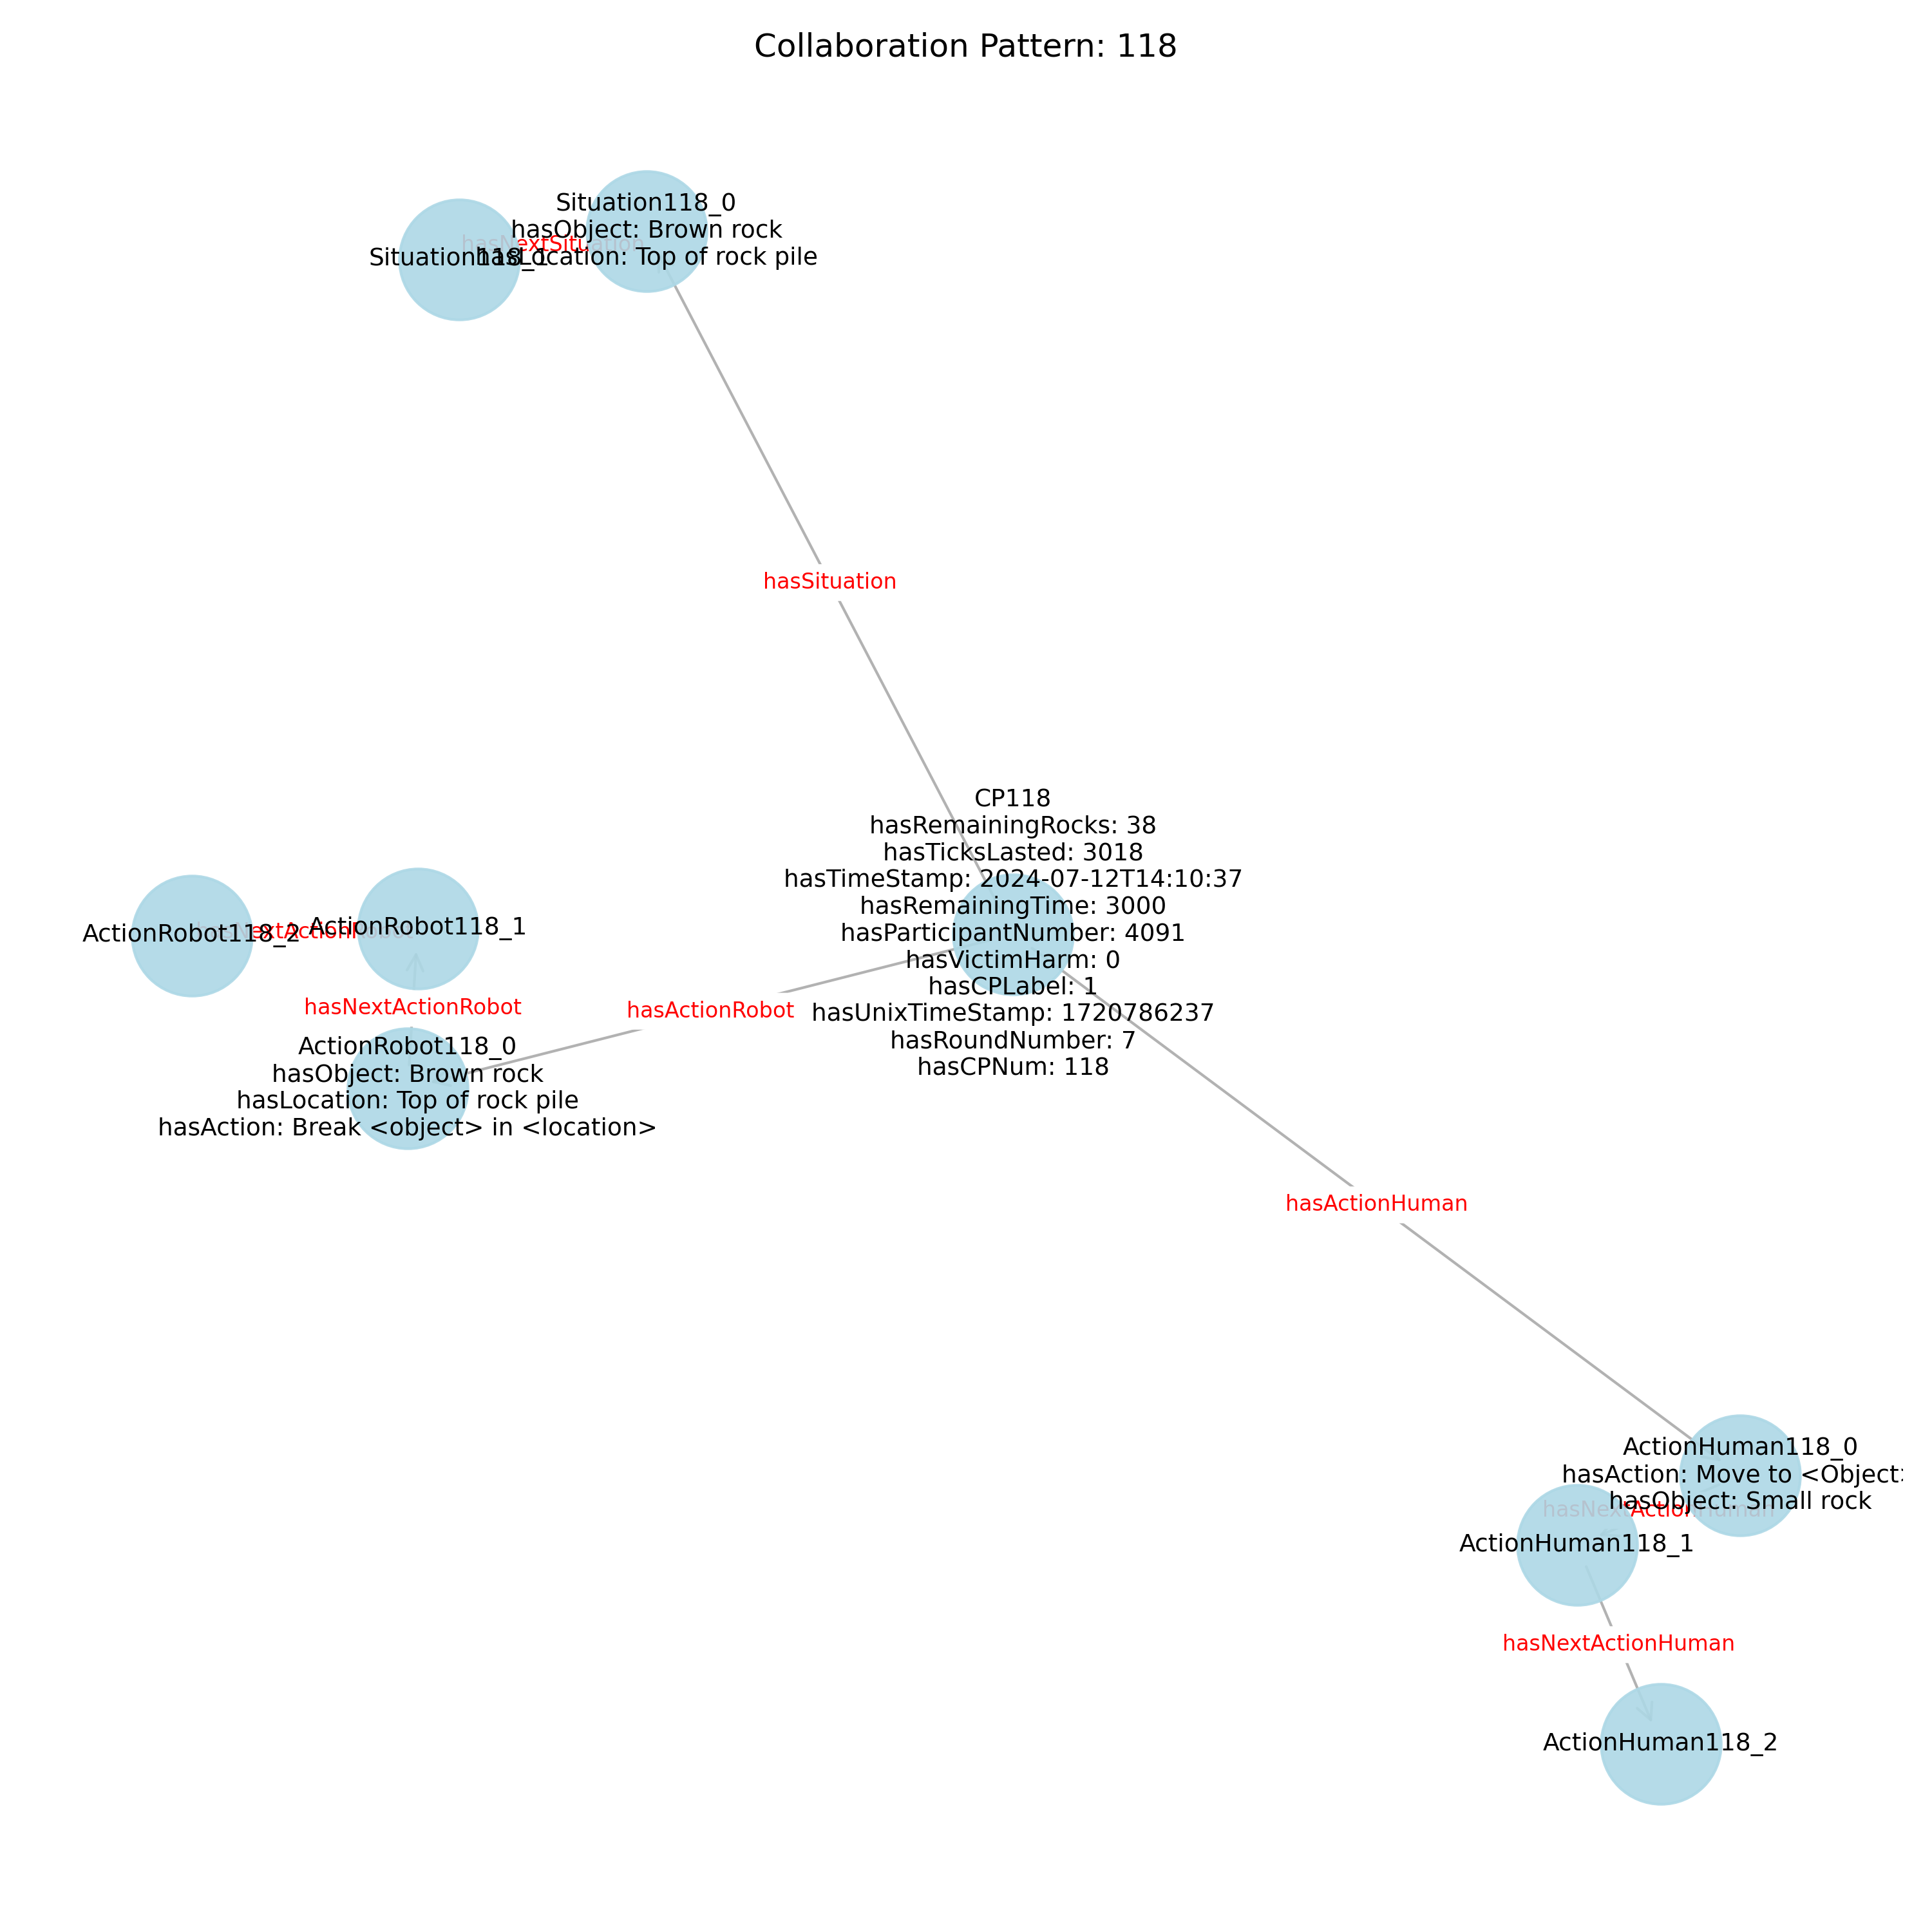 Collaboration Pattern: 118
Situation118_0
hasObject: Brown rock
hasLocation: Top of rock pile
hasNextSituation
Situation118_1
hasSituation
CP118
hasRemainingRocks: 38
hasTicksLasted: 3018
hasTimeStamp: 2024-07-12T14:10:37
hasRemainingTime: 3000
hasParticipantNumber: 4091
hasVictimHarm: 0
hasCPLabel: 1
hasUnixTimeStamp: 1720786237
hasRoundNumber: 7
hasCPNum: 118
ActionRobot118_2
hasNextActionRobot
ActionRobot118_1
hasNextActionRobot
hasActionRobot
ActionRobot118_0
hasObject: Brown rock
hasLocation: Top of rock pile
hasAction: Break <object> in <location>
hasActionHuman
ActionHuman118_0
hasAction: Move to <Object>
hasObject: Small rock
hasNextActionHuman
ActionHuman118_1
hasNextActionHuman
ActionHuman118_2